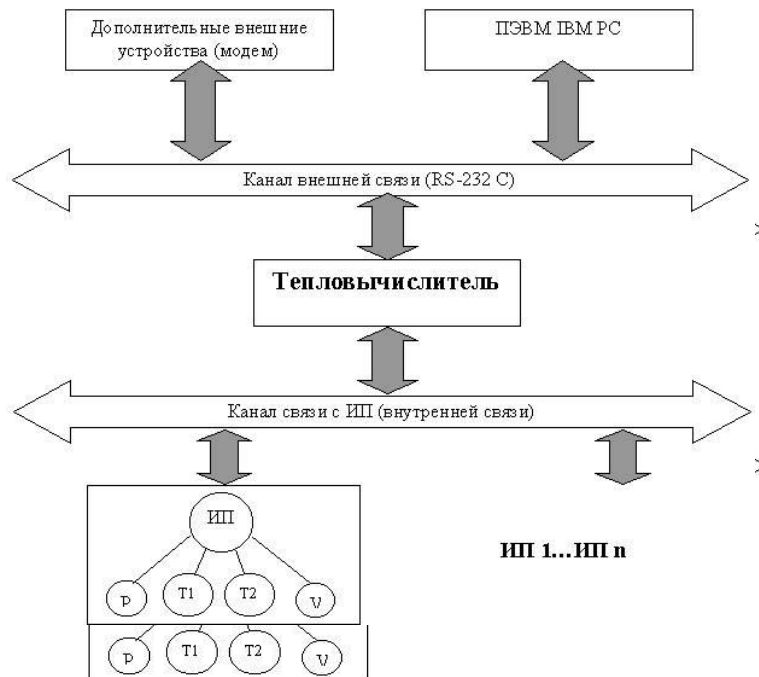 Дополнительные внешние
устройства (модем)
ПЭВМ IBM PC
Канал внешней связи (RS-232 C)
Тепловычислитель
Канал связи с ИП (внутренней связи)
ИП
ИП 1...ИП n
P T1 T2 V
P T1 T2 V